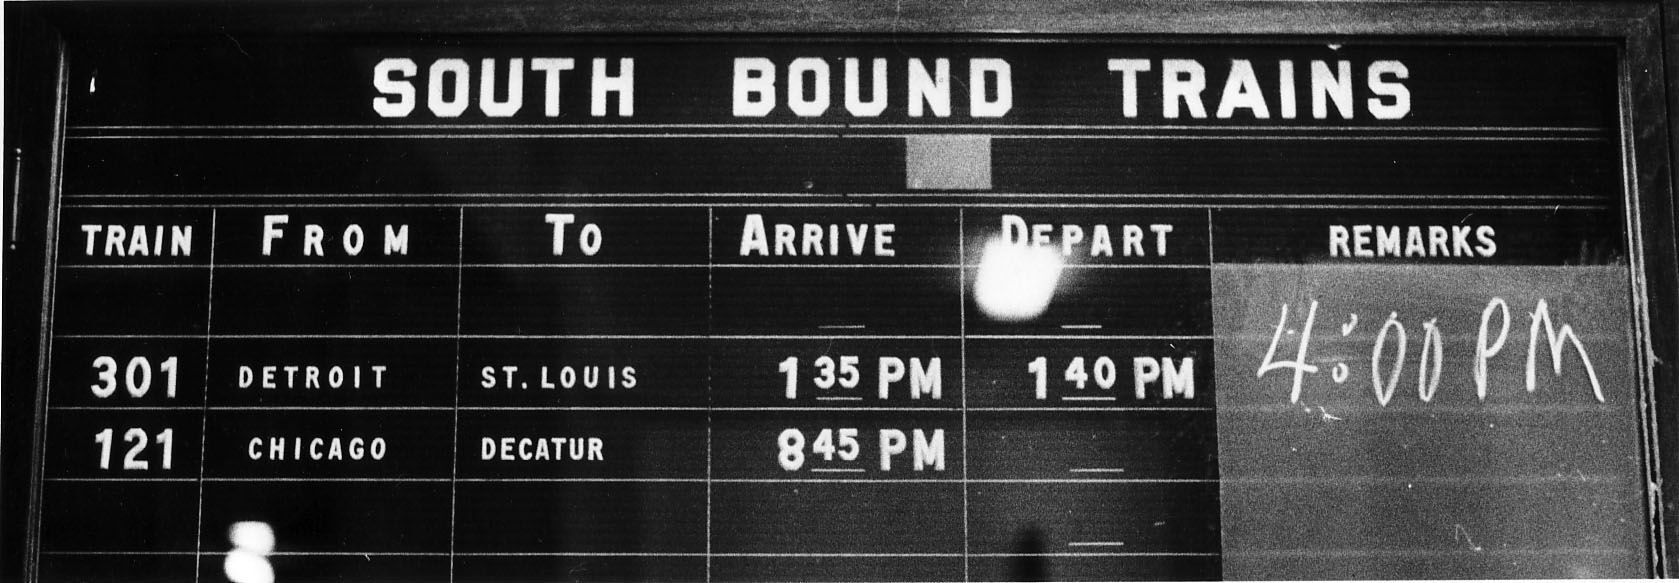 SOUTH BOUND TRAINS
TRAIN FROM TO ARRIVE DEPART REMARKS
301 DETROIT ST. LOUIS 1 35 PM 1 40 PM 4:00 PM
121 CHICAGO DECATUR 8 45 PM